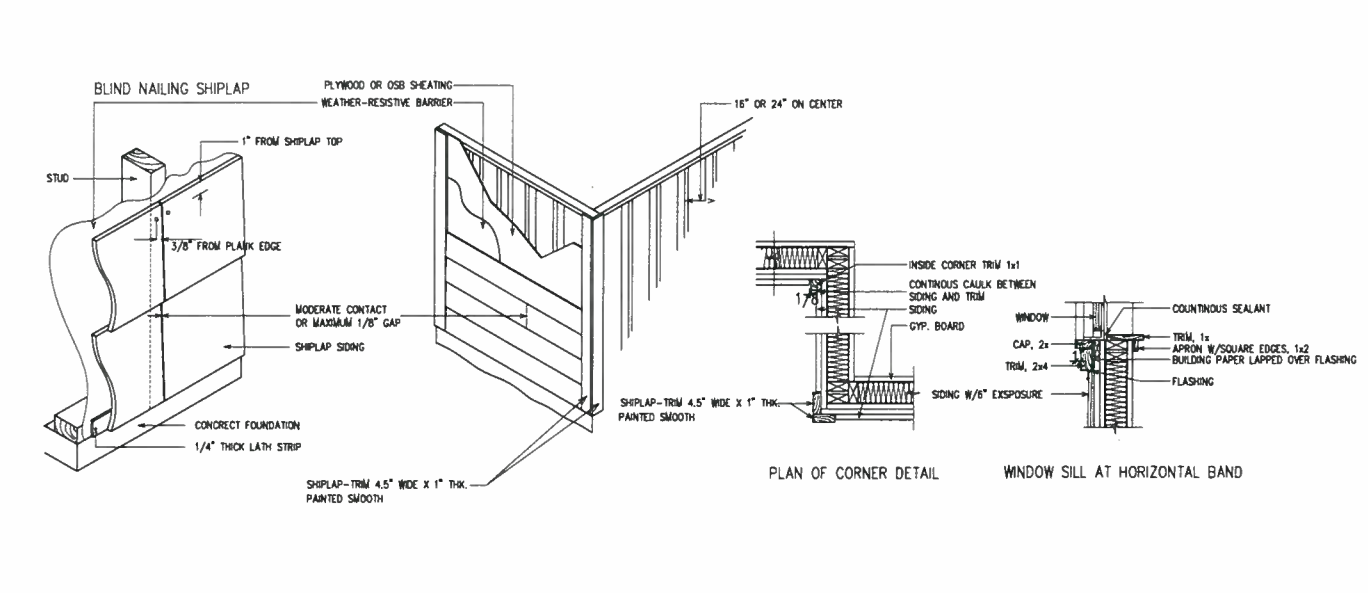 BLIND NAILING SHIPLAP
PLYWOOD OR OSB SHEATING
WEATHER-RESISTIVE BARRIER
1" FROM SHIPLAP TOP
STUD
3/8" FROM PLANK EDGE
MODERATE CONTACT
OR MAXIMUM 1/8" GAP
SHIPLAP SIDING
CONCRECT FOUNDATION
1/4" THICK LATH STRIP
SHIPLAP-TRIM 4.5" WIDE X 1" THK.
PAINTED SMOOTH
16" OR 24" ON CENTER
INSIDE CORNER TRIM 1x1
CONTINOUS CAULK BETWEEN
SIDING AND TRIM
SIDING
GYP. BOARD
1/8
SHIPLAP-TRIM 4.5" WIDE X 1" THK.
PAINTED SMOOTH
PLAN OF CORNER DETAIL
WINDOW
CAP, 2x
TRIM, 2x4
SIDING W/6" EXSPOSURE
COUNTINOUS SEALANT
TRIM, 1x
APRON W/SQUARE EDGES, 1x2
BUILDING PAPER LAPPED OVER FLASHING
FLASHING
WINDOW SILL AT HORIZONTAL BAND